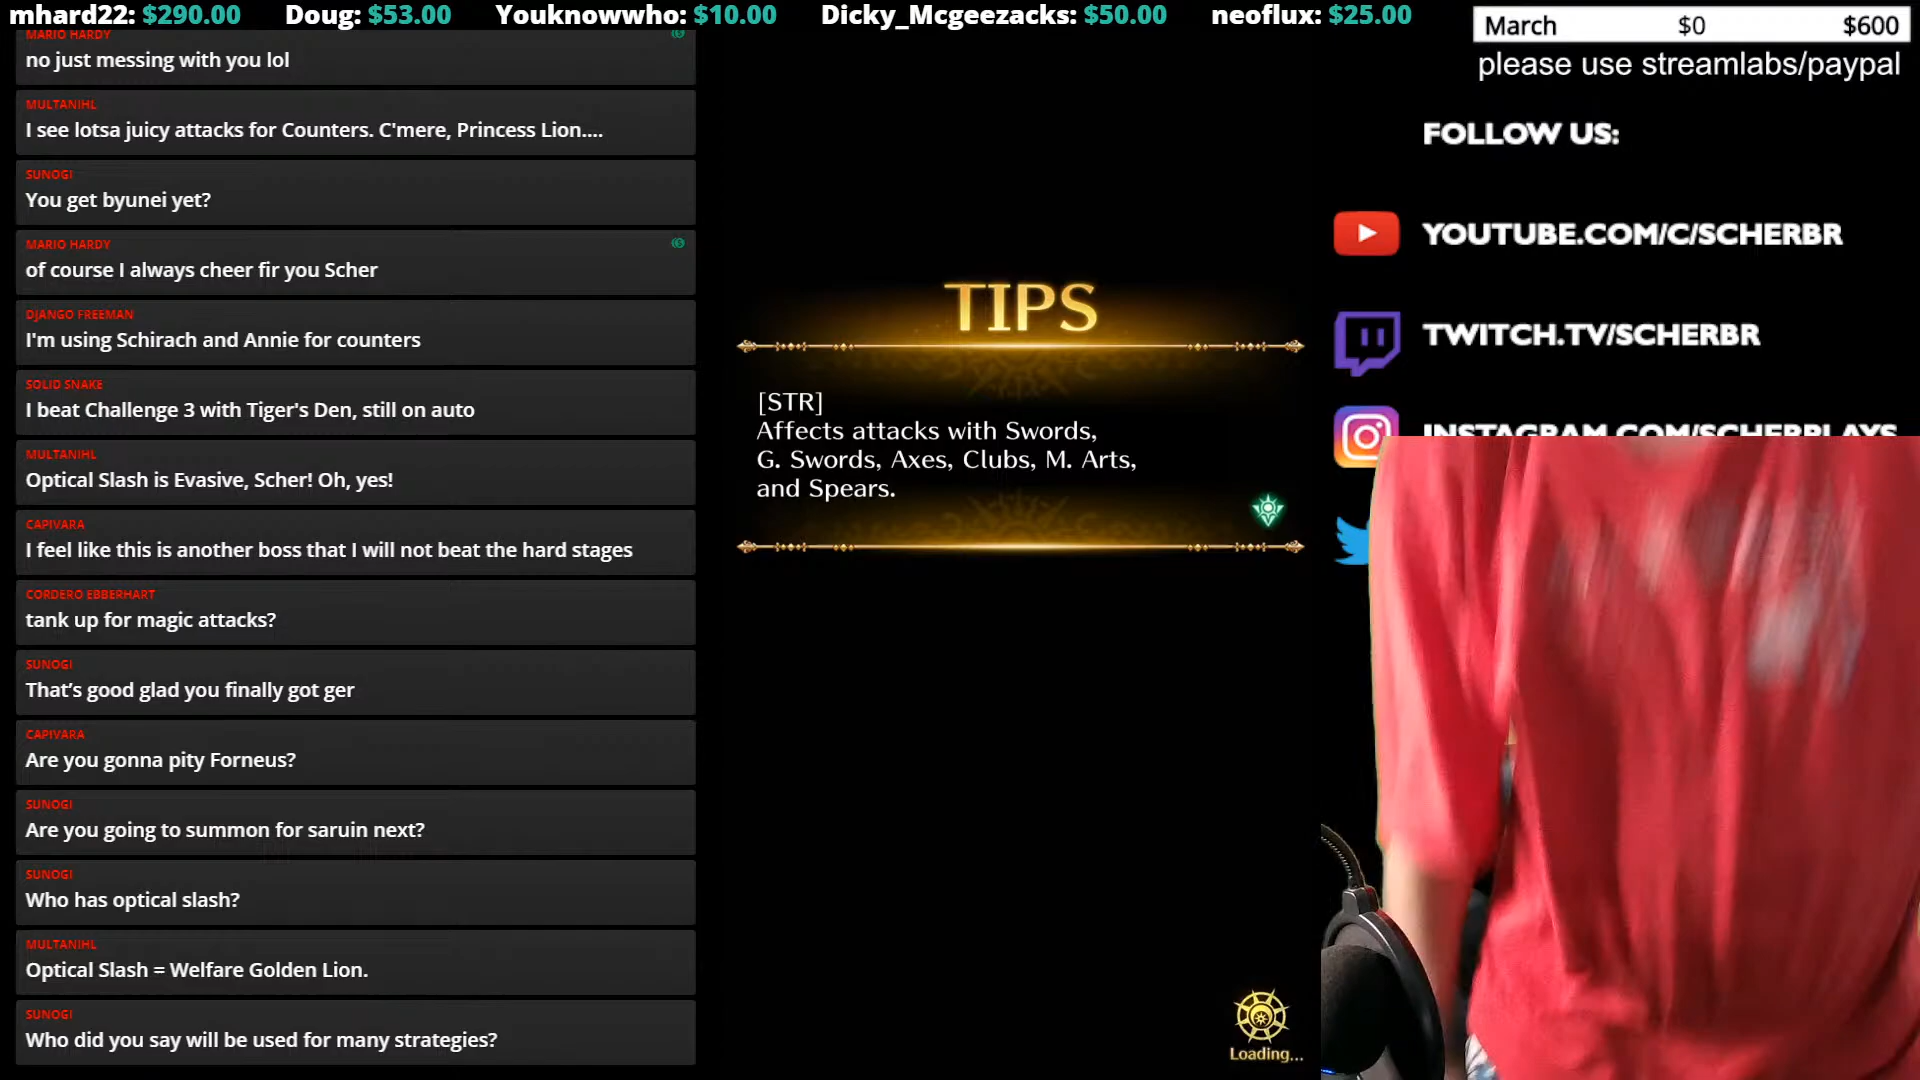 mhard22: $290.00 Doug: $53.00 Youknowwho: $10.00 Dicky_Mcgeezacks: $50.00 neoflux: $25.00
March $0 $600
please use streamlabs/paypal
MARIO HARDY
no just messing with you lol
MULTANIHL
I see lotsa juicy attacks for Counters. C'mere, Princess Lion....
SUNOGI
You get byunei yet?
MARIO HARDY
of course I always cheer fir you Scher
DJANGO FREEMAN
I'm using Schirach and Annie for counters
SOLID SNAKE
I beat Challenge 3 with Tiger's Den, still on auto
MULTANIHL
Optical Slash is Evasive, Scher! Oh, yes!
CAPIVARA
I feel like this is another boss that I will not beat the hard stages
CORDERO EBBERHART
tank up for magic attacks?
SUNOGI
That's good glad you finally got ger
CAPIVARA
Are you gonna pity Forneus?
SUNOGI
Are you going to summon for saruin next?
SUNOGI
Who has optical slash?
MULTANIHL
Optical Slash = Welfare Golden Lion.
SUNOGI
Who did you say will be used for many strategies?
TIPS
[STR]
Affects attacks with Swords,
G. Swords, Axes, Clubs, M. Arts,
and Spears.
Loading...
FOLLOW US:
YOUTUBE.COM/C/SCHERBR
TWITCH.TV/SCHERBR
INSTAGRAM.COM/SCHERPLAYS